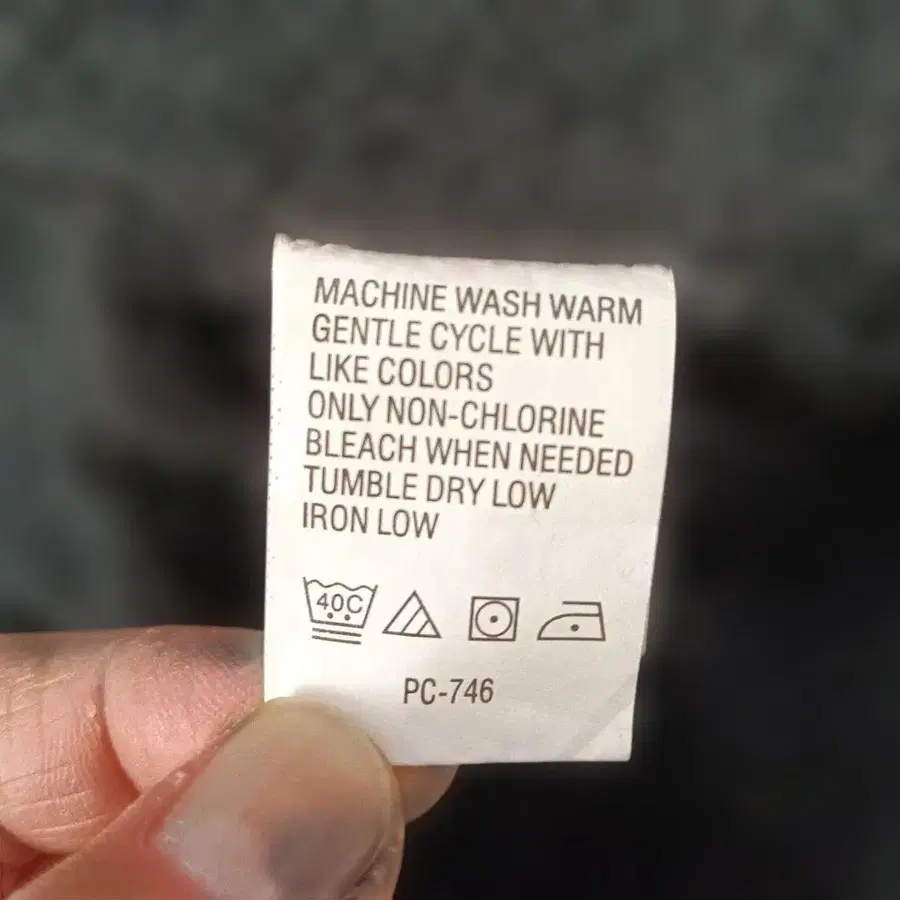 MACHINE WASH WARM
GENTLE CYCLE WITH
LIKE COLORS
ONLY NON-CHLORINE
BLEACH WHEN NEEDED
TUMBLE DRY LOW
IRON LOW
40C
PC-746